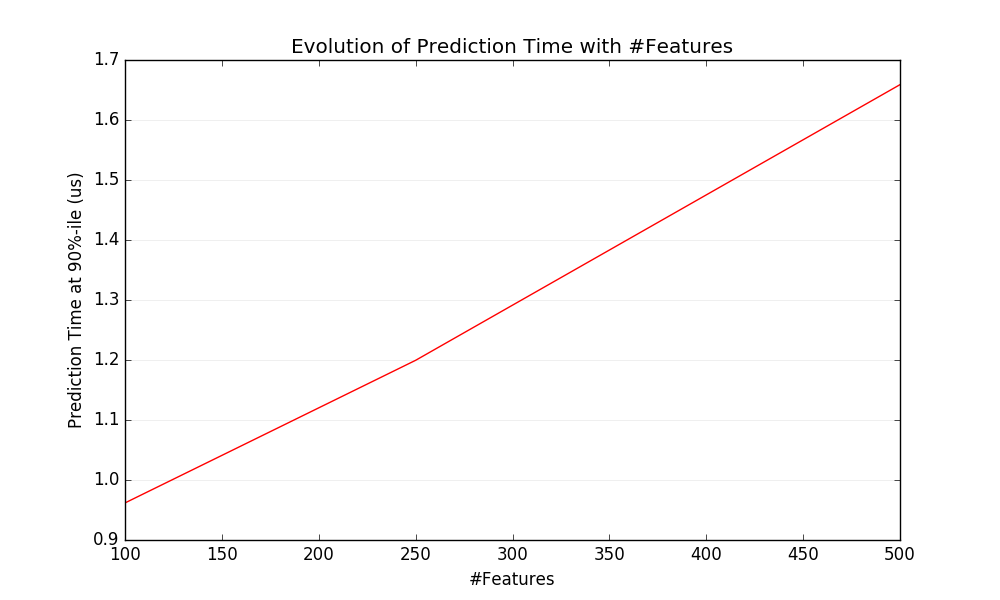 Evolution of Prediction Time with #Features
Prediction Time at 90%-ile (us)
1.7
1.6
1.5
1.4
1.3
1.2
1.1
1.0
0.9
100 150 200 250 300 350 400 450 500
#Features